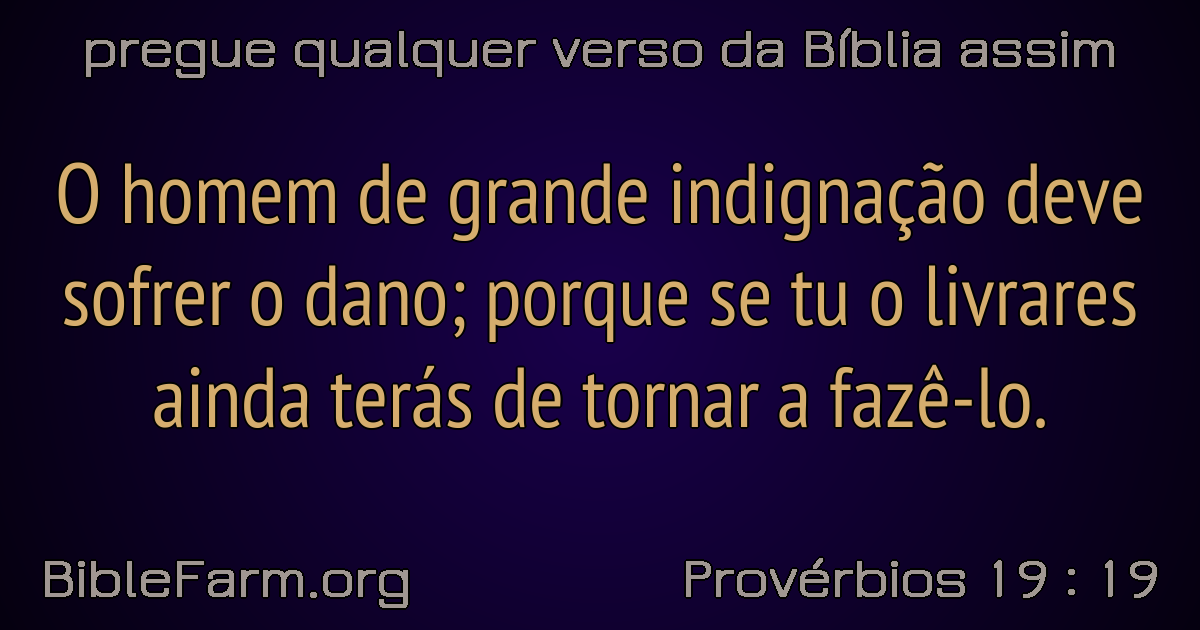 pregue qualquer verso da Bíblia assim
O homem de grande indignação deve
sofrer o dano; porque se tu o livrares
ainda terás de tornar a fazê-lo.
BibleFarm.org
Provérbios 19 : 19